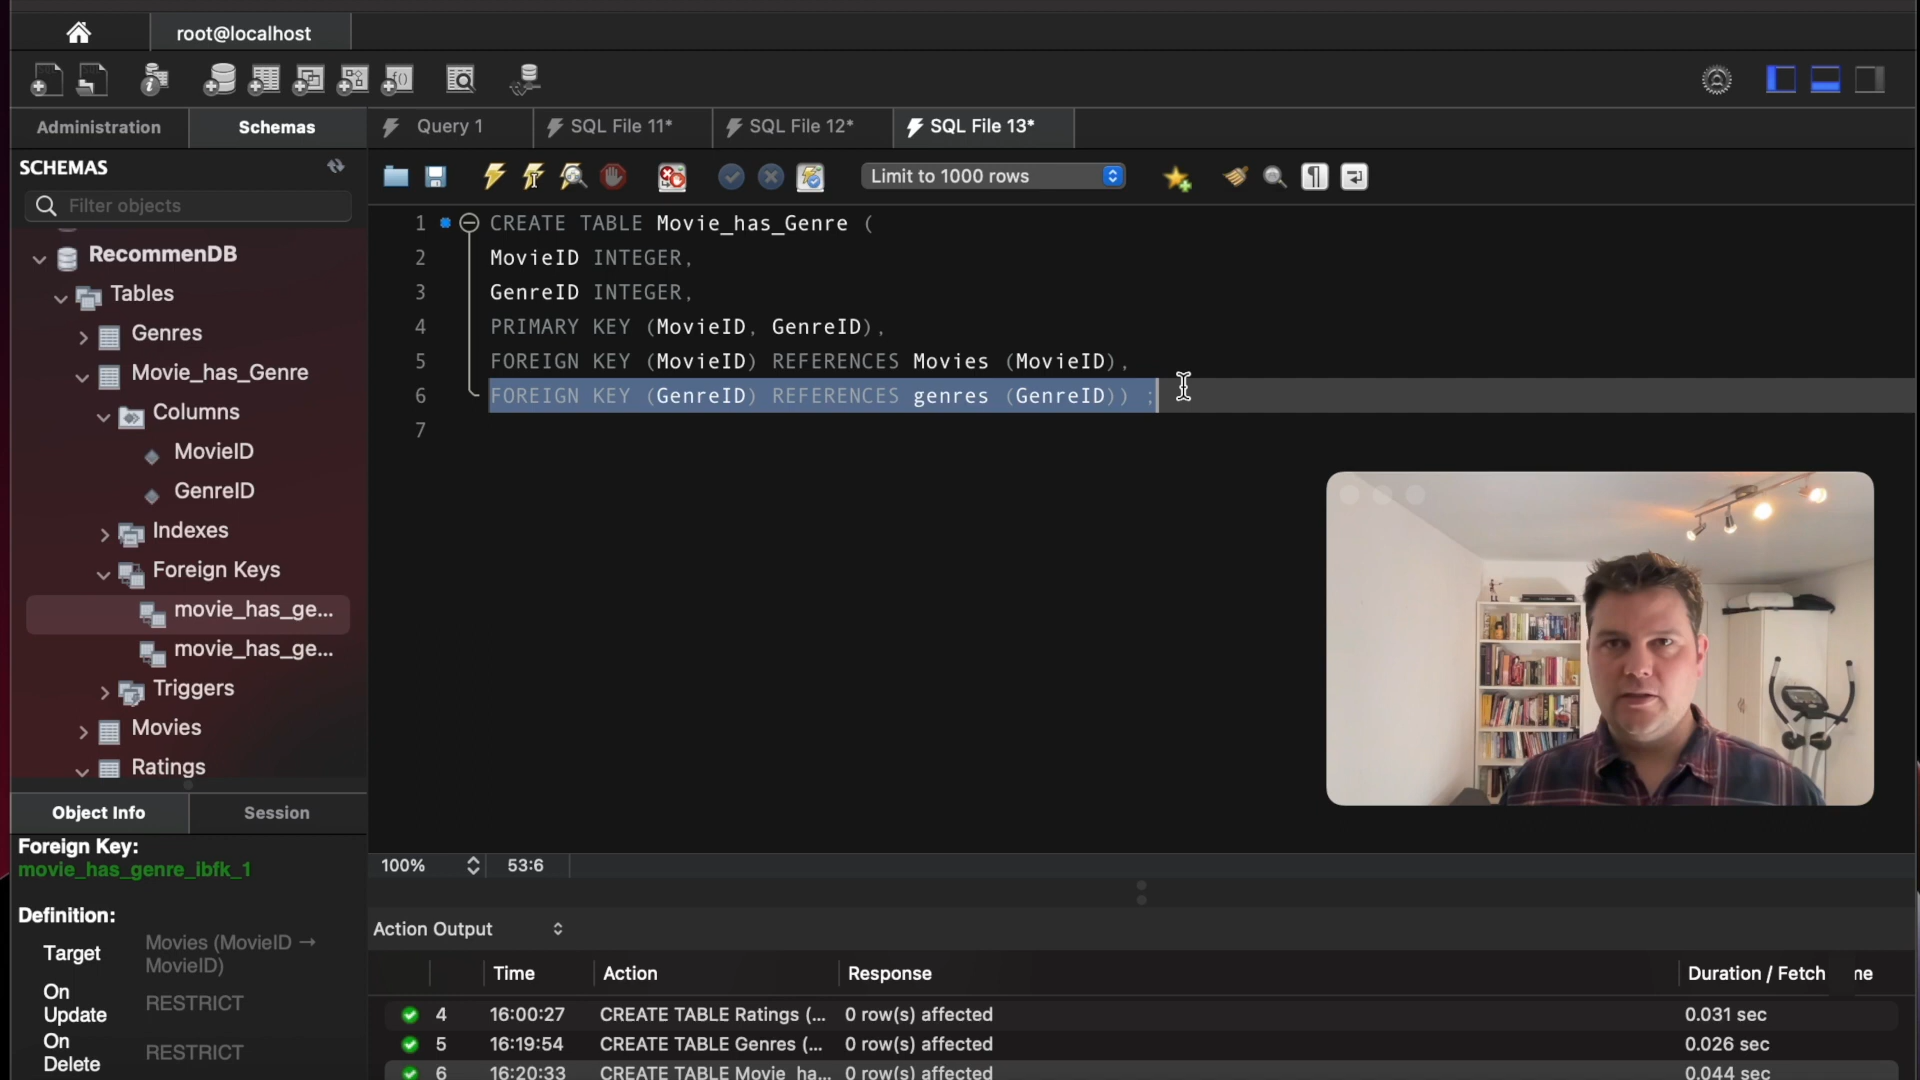 root@localhost
Administration
Schemas
Query 1
SQL File 11*
SQL File 12*
SQL File 13*
SCHEMAS
Limit to 1000 rows
Filter objects
RecommenDB
Tables
Genres
Movie_has_Genre
Columns
MovieID
GenreID
Indexes
Foreign Keys
movie_has_ge...
movie_has_ge...
Triggers
Movies
Ratings
1 CREATE TABLE Movie_has_Genre (
2 MovieID INTEGER,
3 GenreID INTEGER,
4 PRIMARY KEY (MovieID, GenreID),
5 FOREIGN KEY (MovieID) REFERENCES Movies (MovieID),
6 FOREIGN KEY (GenreID) REFERENCES genres (GenreID)) ;
7
Object Info
Session
Foreign Key:
movie_has_genre_ibfk_1
Definition:
Target Movies (MovieID →
MovieID)
On
Update RESTRICT
On
Delete RESTRICT
100% 53:6
Action Output
Time Action Response Duration / Fetch ne
4 16:00:27 CREATE TABLE Ratings (... 0 row(s) affected 0.031 sec
5 16:19:54 CREATE TABLE Genres (... 0 row(s) affected 0.026 sec
6 16:20:33 CREATE TABLE Movie_ha... 0 row(s) affected 0.044 sec